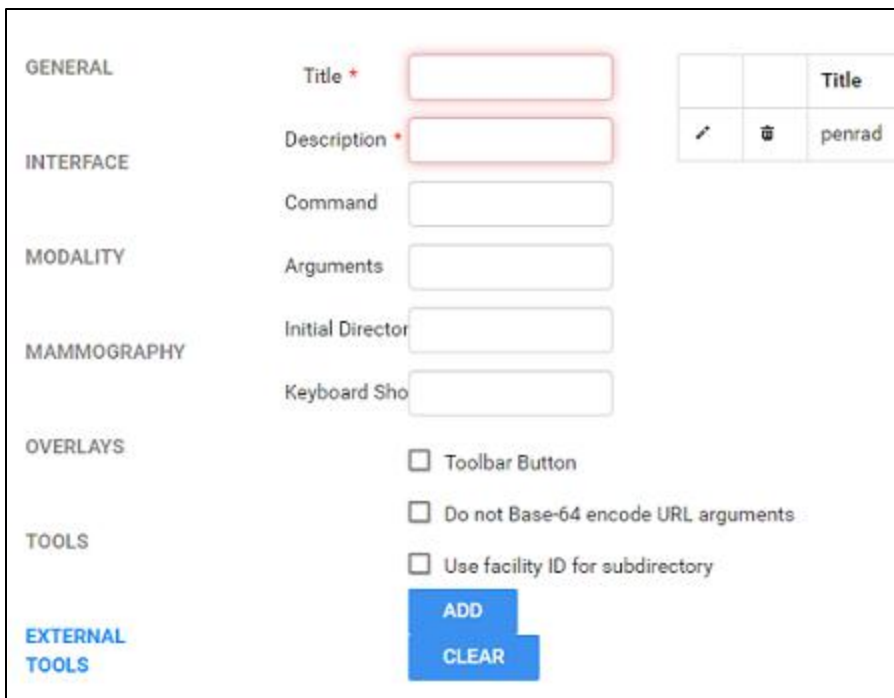 GENERAL
INTERFACE
MODALITY
MAMMOGRAPHY
OVERLAYS
TOOLS
EXTERNAL
TOOLS
Title *
Description *
Command
Arguments
Initial Director
Keyboard Sho
Toolbar Button
Do not Base-64 encode URL arguments
Use facility ID for subdirectory
ADD
CLEAR
Title
penrad